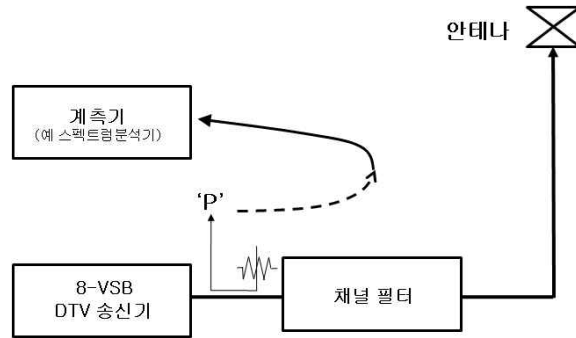 안테나
계측기
(예 스펙트럼분석기)
‘P’
8-VSB
DTV 송신기
채널 필터